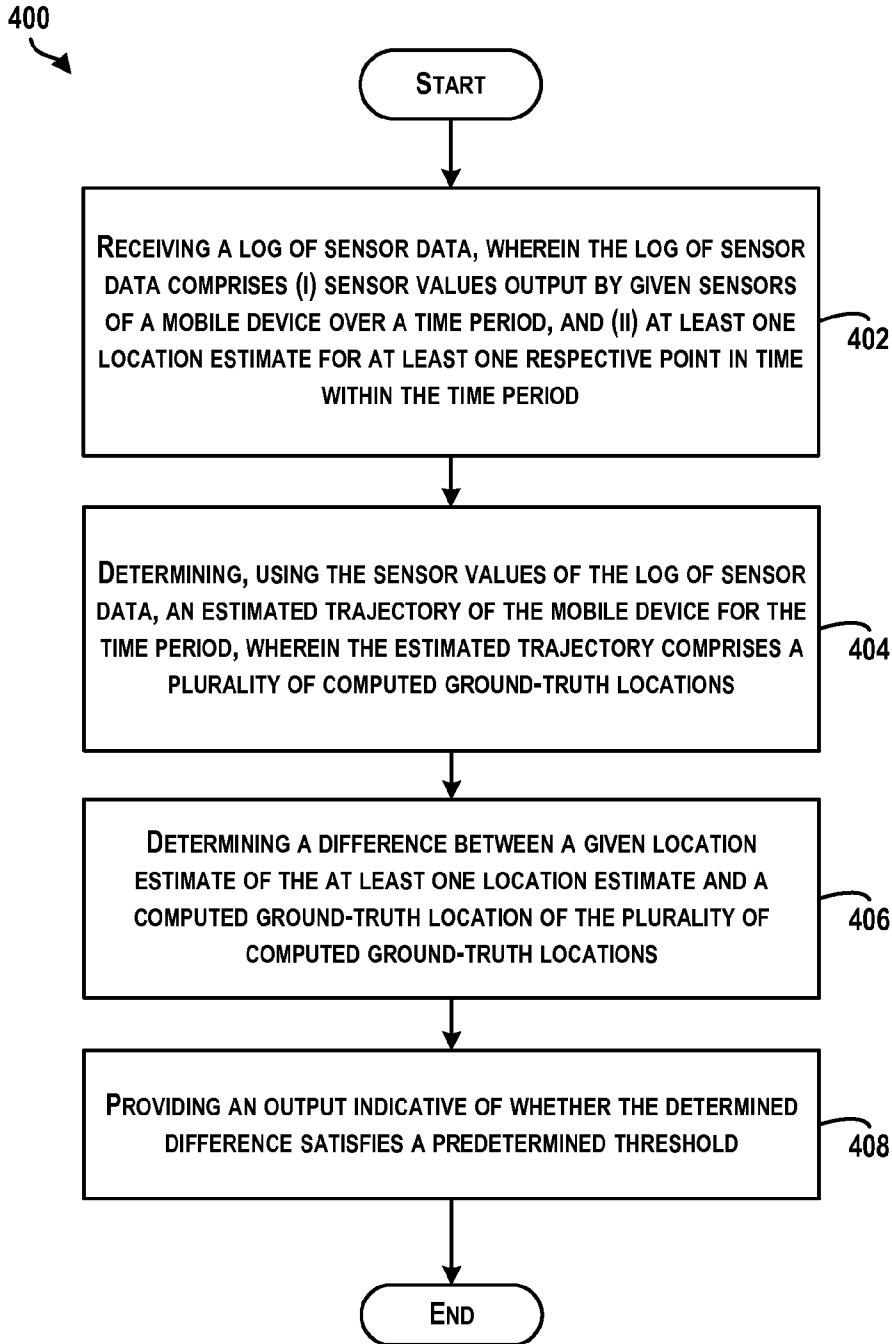 400
START
RECEIVING A LOG OF SENSOR DATA, WHEREIN THE LOG OF SENSOR
DATA COMPRISES (I) SENSOR VALUES OUTPUT BY GIVEN SENSORS
OF A MOBILE DEVICE OVER A TIME PERIOD, AND (II) AT LEAST ONE
LOCATION ESTIMATE FOR AT LEAST ONE RESPECTIVE POINT IN TIME
WITHIN THE TIME PERIOD
402
DETERMINING, USING THE SENSOR VALUES OF THE LOG OF SENSOR
DATA, AN ESTIMATED TRAJECTORY OF THE MOBILE DEVICE FOR THE
TIME PERIOD, WHEREIN THE ESTIMATED TRAJECTORY COMPRISES A
PLURALITY OF COMPUTED GROUND-TRUTH LOCATIONS
404
DETERMINING A DIFFERENCE BETWEEN A GIVEN LOCATION
ESTIMATE OF THE AT LEAST ONE LOCATION ESTIMATE AND A
COMPUTED GROUND-TRUTH LOCATION OF THE PLURALITY OF
COMPUTED GROUND-TRUTH LOCATIONS
406
PROVIDING AN OUTPUT INDICATIVE OF WHETHER THE DETERMINED
DIFFERENCE SATISFIES A PREDETERMINED THRESHOLD
408
END